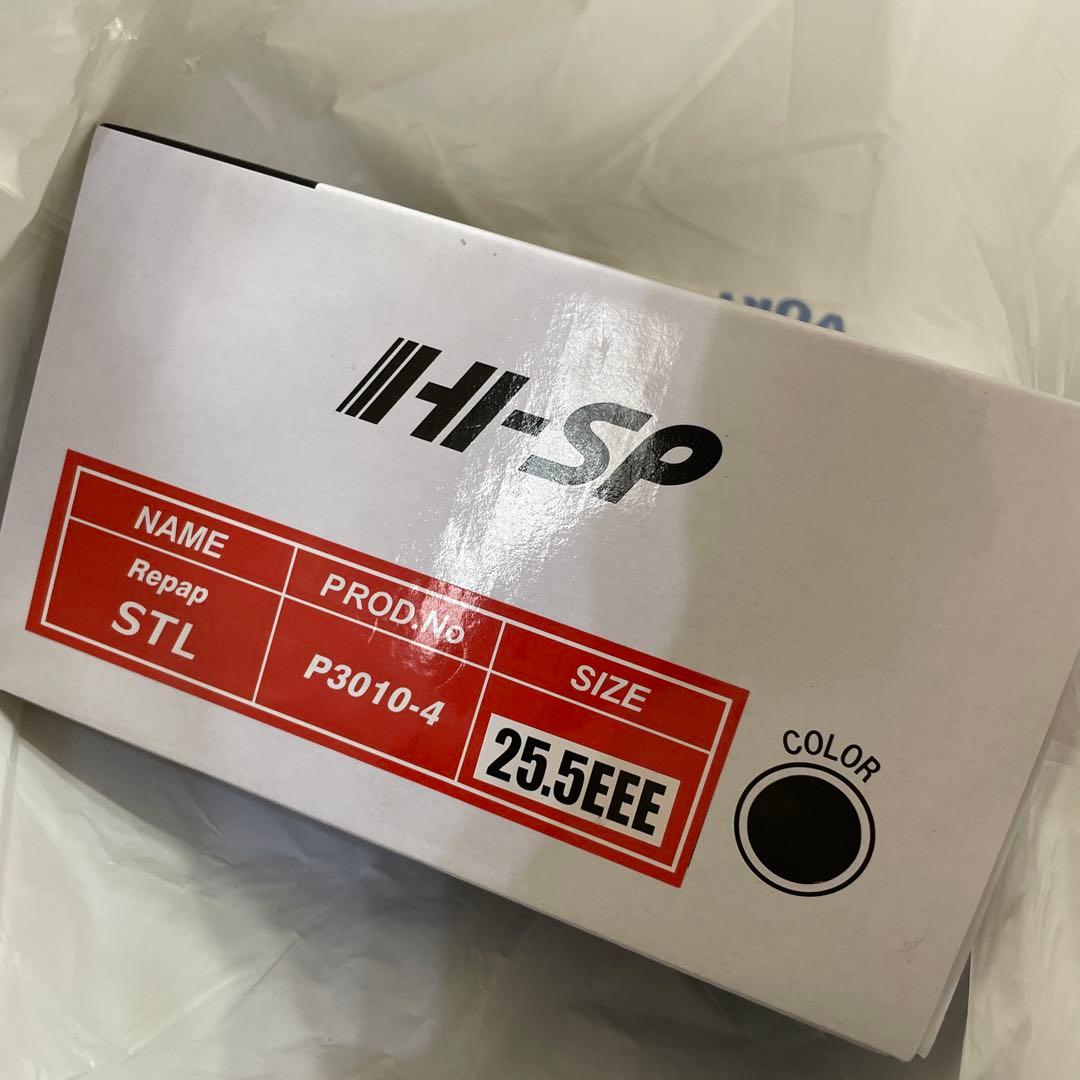 HI-SP
NAME
Repap
STL
PROD.No
P3010-4
SIZE
25.5EEE
COLOR